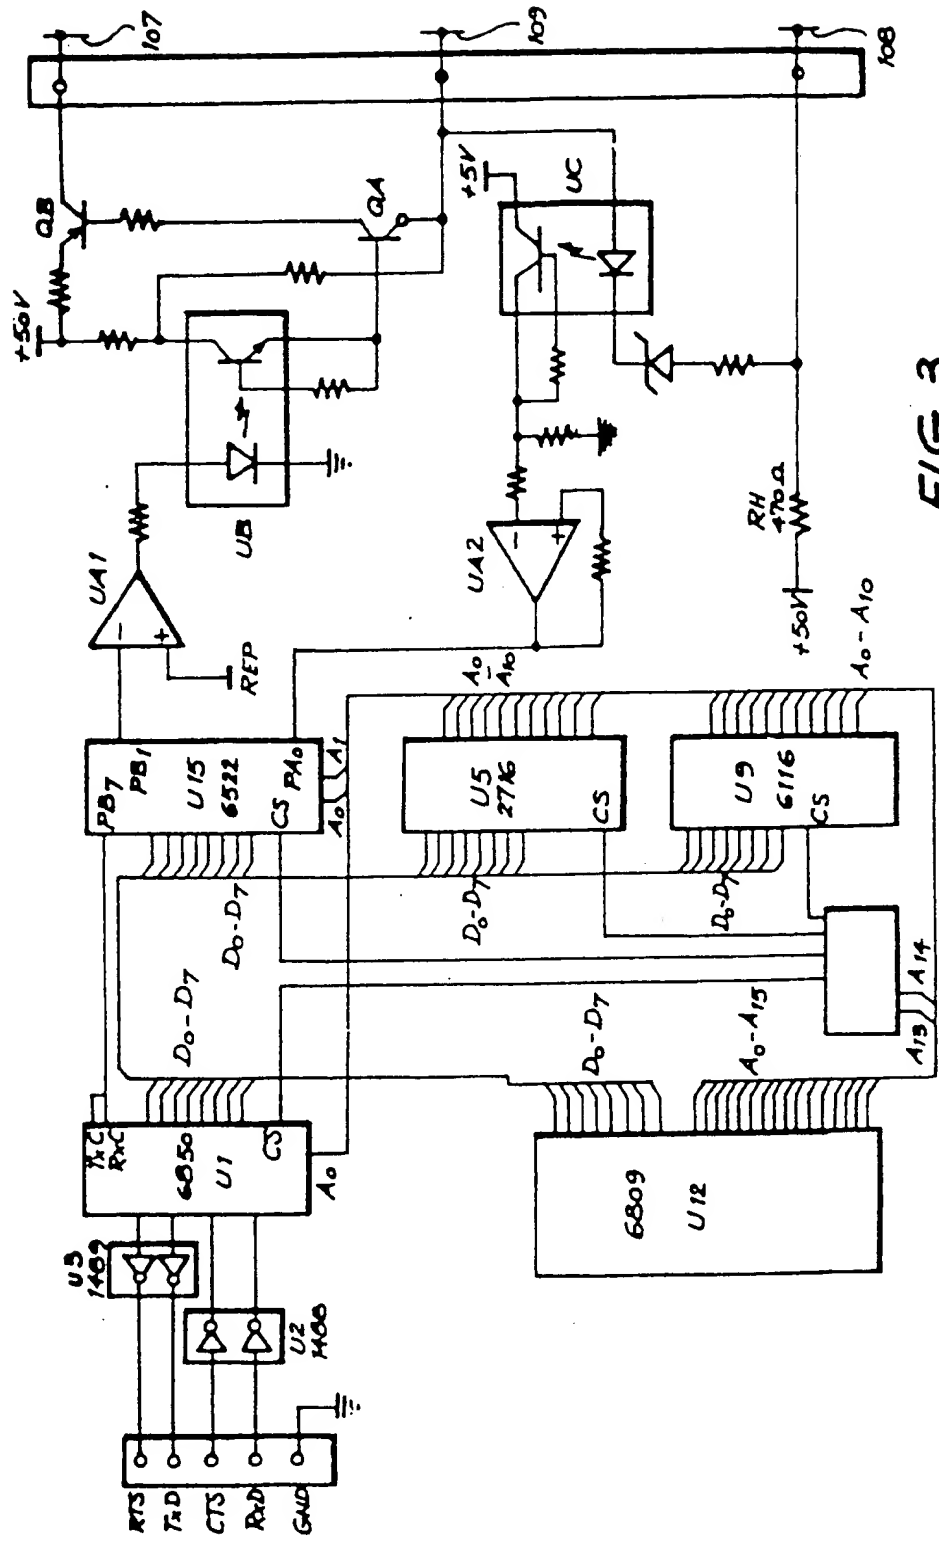 107
109
108
QB
QA
+50V
+5V
UC
UB
UA1
UA2
REP
RH
470Ω
+50V
PB7
PB1
U15
6522
CS
PA0
A0
A1
A0
A10
U5
2716
CS
A0-A10
U9
6116
CS
D0-D7
D0-D7
D0-D7
D0-D7
D0-D7
A0-A15
A13
A14
TxC
RxC
6850
U1
CS
A0
6809
U12
U3
1489
U2
1488
RTS
TxD
CTS
RxD
GND